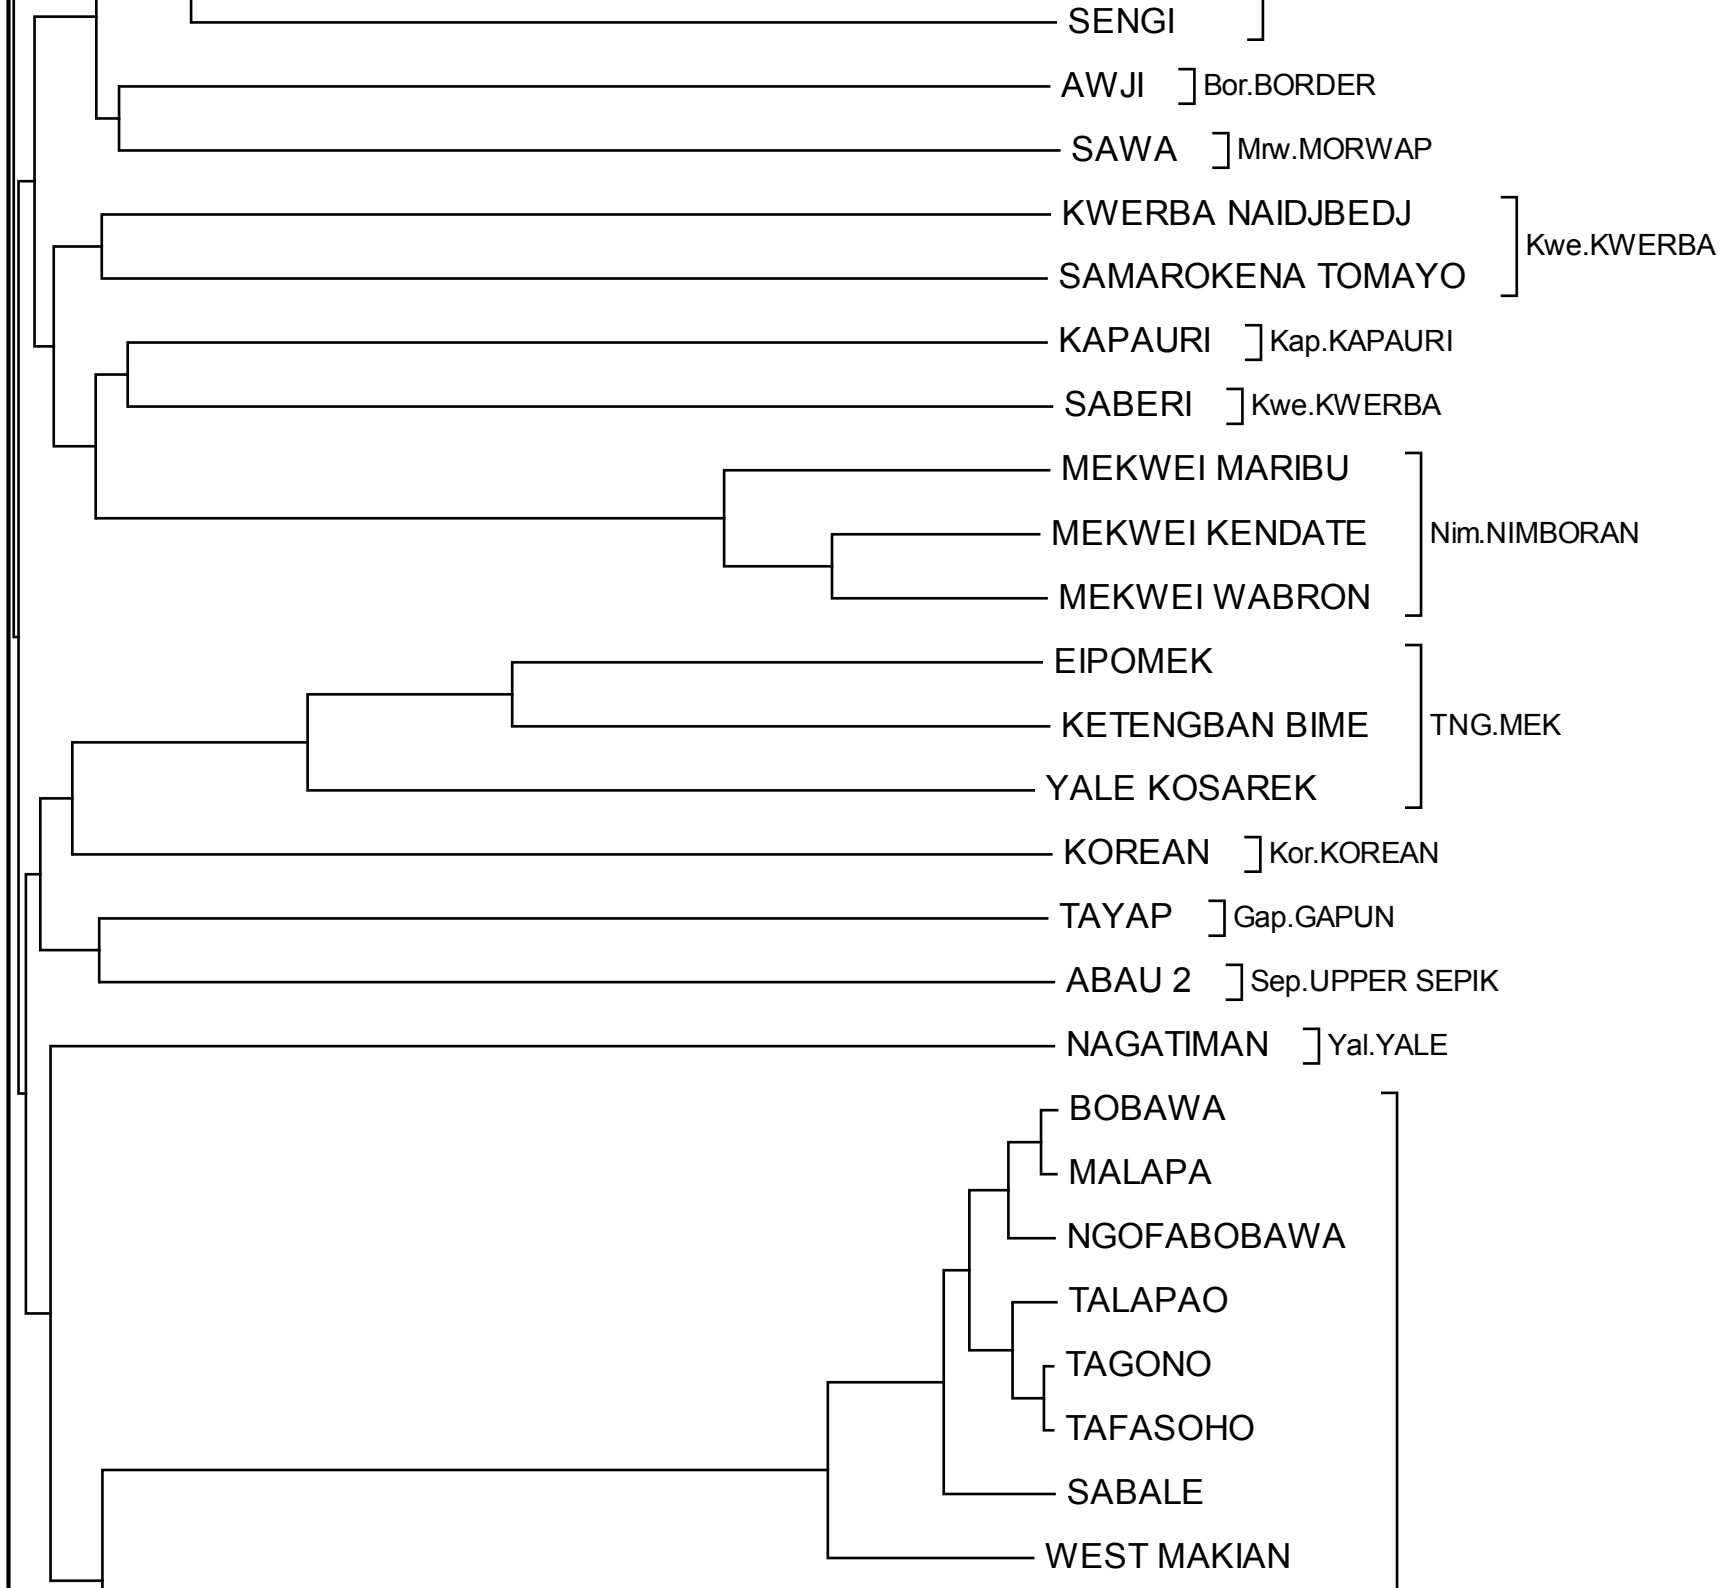 SENGI
AWJI Bor.BORDER
SAWA Mrw.MORWAP
KWERBA NAIDJBEDJ
Kwe.KWERBA
SAMAROKENA TOMAYO
KAPAURI Kap.KAPAURI
SABERI Kwe.KWERBA
MEKWEI MARIBU
MEKWEI KENDATE Nim.NIMBORAN
MEKWEI WABRON
EIPOMEK
KETENGBAN BIME TNG.MEK
YALE KOSAREK
KOREAN Kor.KOREAN
TAYAP Gap.GAPUN
ABAU 2 Sep.UPPER SEPIK
NAGATIMAN Yal.YALE
BOBAWA
MALAPA
NGOFABOBAWA
TALAPAO
TAGONO
TAFASOHO
SABALE
WEST MAKIAN